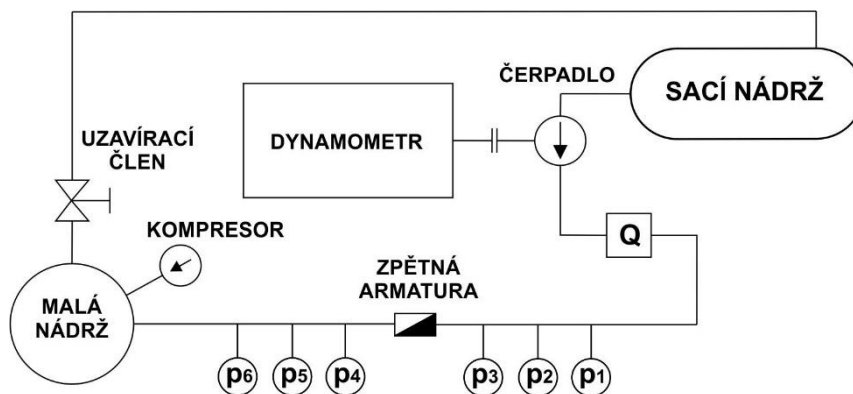 ČERPADLO
SACÍ NÁDRŽ
DYNAMOMETR
UZAVÍRACÍ
ČLEN
KOMPRESOR
Q
ZPĚTNÁ
ARMATURA
MALÁ
NÁDRŽ
p6 p5 p4 p3 p2 p1